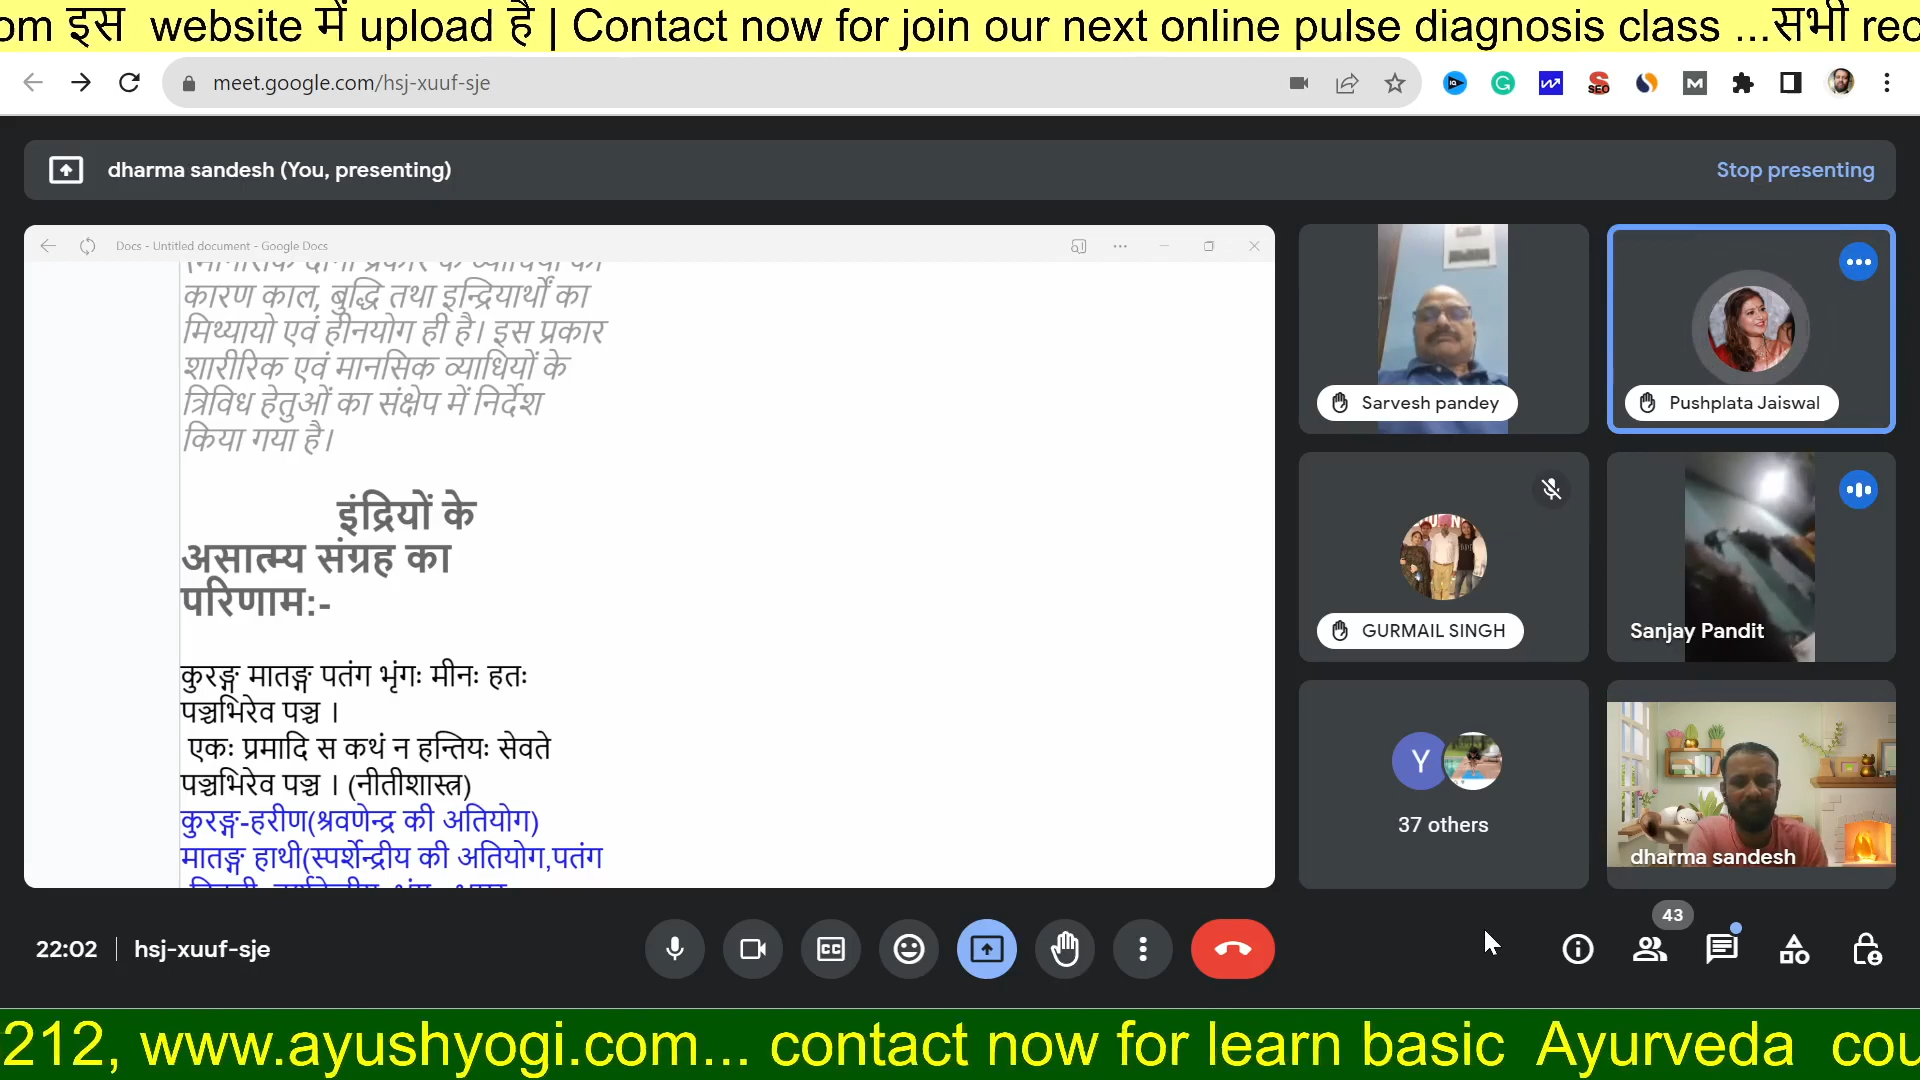 om इस website में upload है | Contact now for join our next online pulse diagnosis class ...सभी rec
meet.google.com/hsj-xuuf-sje
dharma sandesh (You, presenting)
Stop presenting
Docs - Untitled document - Google Docs
कारण काल, बुद्धि तथा इन्द्रियार्थों का
मिथ्यायो एवं हीनयोग ही है। इस प्रकार
शारीरिक एवं मानसिक व्याधियों के
त्रिविध हेतुओं का संक्षेप में निर्देश
किया गया है।
इंद्रियों के
असात्म्य संग्रह का
परिणाम:-
कुरङ्ग मातङ्ग पतंग भृंगः मीनः हतः
पञ्चभिरेव पञ्च ।
एकः प्रमादि स कथं न हन्तियः सेवते
पञ्चभिरेव पञ्च । (नीतीशास्त्र)
कुरङ्ग-हरीण(श्रवणेन्द्र की अतियोग)
मातङ्ग हाथी(स्पर्शेन्द्रीय की अतियोग,पतंग
Sarvesh pandey
Pushplata Jaiswal
GURMAIL SINGH
Sanjay Pandit
Y
37 others
dharma sandesh
22:02 | hsj-xuuf-sje
CC
43
212, www.ayushyogi.com... contact now for learn basic Ayurveda cou